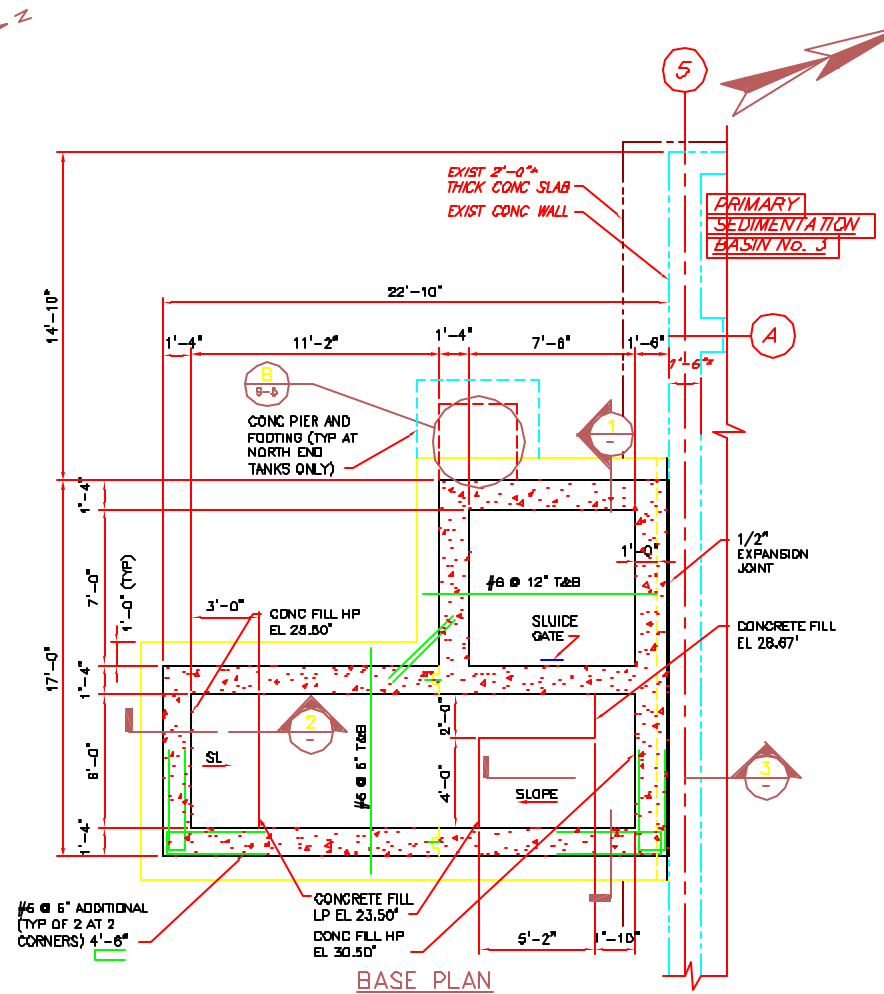 N
5
EXIST 2'-0"±
THICK CONC SLAB
EXIST CONC WALL
PRIMARY
SEDIMENTATION
BASIN No. 3
22'-10"
14'-10"
1'-4"
11'-2"
1'-4"
7'-6"
1'-6"
A
1'-6"±
B
CONC PIER AND
FOOTING (TYP AT
NORTH END
TANKS ONLY)
1
1'-4"
7'-0"
1'-0" (TYP)
17'-0"
1'-4"
6'-0"
1'-4"
1'-0"
1/2"
EXPANSION
JOINT
#6 @ 12" T&B
3'-0"
CONC FILL HP
EL 25.50"
SLUICE
GATE
CONCRETE FILL
EL 28.67'
2
SL
#6 @ 6" T&B
2'-0"
4'-0"
SLOPE
3
#6 @ 6" ADDITIONAL
(TYP OF 2 AT 2
CORNERS) 4'-6"
CONCRETE FILL
LP EL 23.50"
CONC FILL HP
EL 30.50"
5'-2"
1'-10"
BASE PLAN